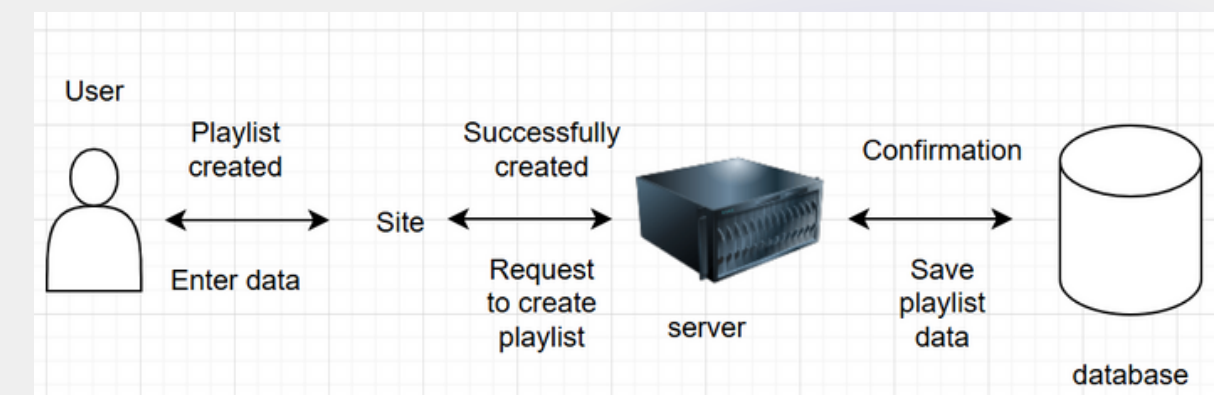 User
Playlist
created
Enter data
Site
Successfully
created
Request
to create
playlist
server
Confirmation
Save
playlist
data
database